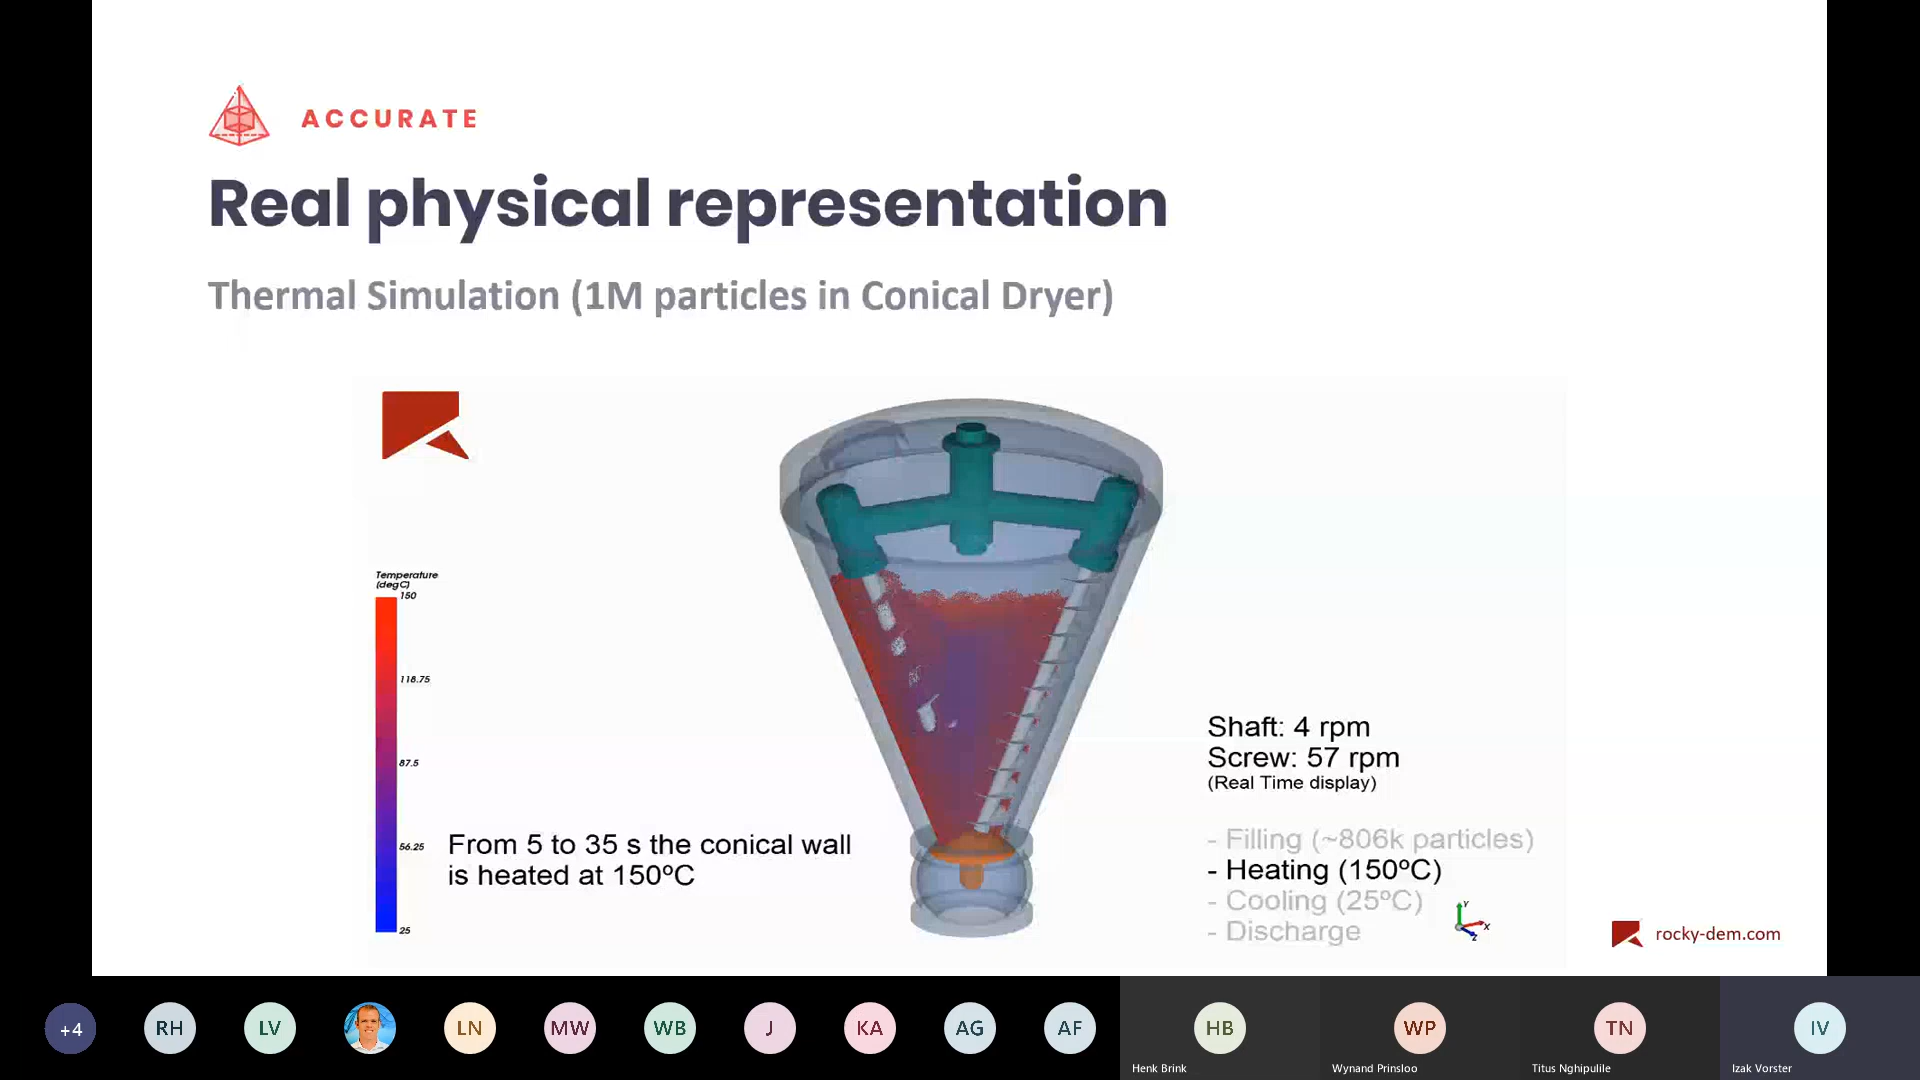 ACCURATE
Real physical representation
Thermal Simulation (1M particles in Conical Dryer)
Temperature
(degC)
150
118.75
87.5
56.25
25
From 5 to 35 s the conical wall
is heated at 150ºC
Shaft: 4 rpm
Screw: 57 rpm
(Real Time display)
- Filling (~806k particles)
- Heating (150ºC)
- Cooling (25ºC)
- Discharge
Y
X
Z
rocky-dem.com
+4
RH
LV
LN
MW
WB
J
KA
AG
AF
HB
WP
TN
IV
Henk Brink
Wynand Prinsloo
Titus Nghipulile
Izak Vorster